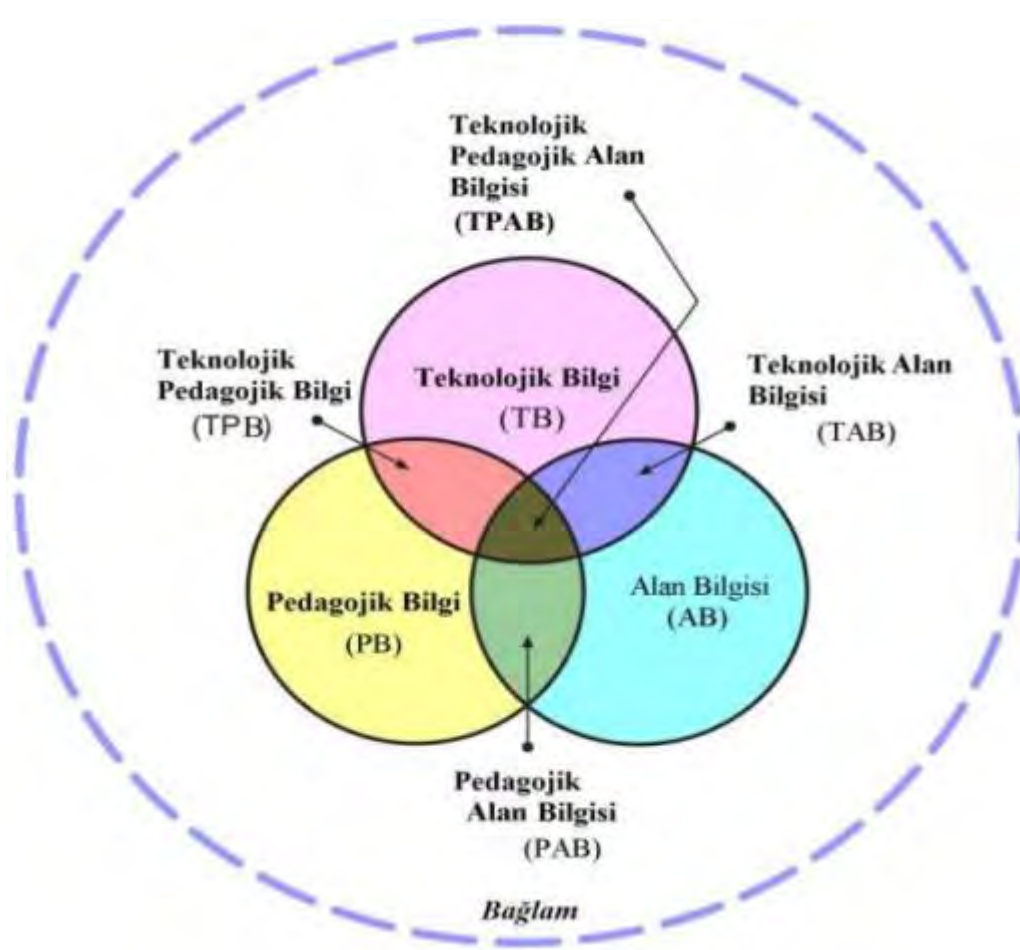 Teknolojik
Pedagojik Alan
Bilgisi
(TPAB)
Teknolojik
Pedagojik Bilgi
(TPB)
Teknolojik Bilgi
(TB)
Teknolojik Alan
Bilgisi
(TAB)
Pedagojik Bilgi
(PB)
Alan Bilgisi
(AB)
Pedagojik
Alan Bilgisi
(PAB)
Bağlam